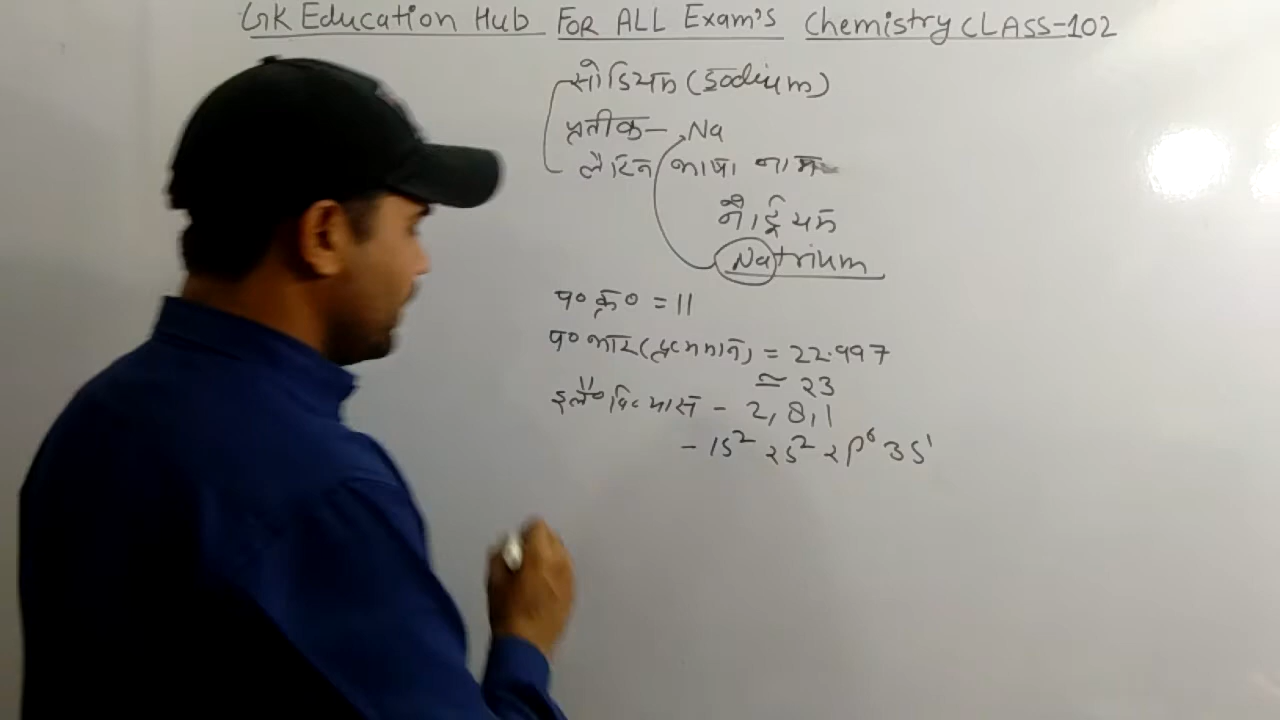 GK Education Hub FOR ALL Exam's Chemistry CLASS-102
सोडियम (Sodium)
प्रतीक- Na
लैटिन भाषा नाम
नैट्रियम
Natrium
प० क्र० = 11
प० भार (द्रव्यमान) = 22.997
≃ 23
इले० विन्यास - 2, 8, 1
- 1s² 2s² 2p⁶ 3s¹